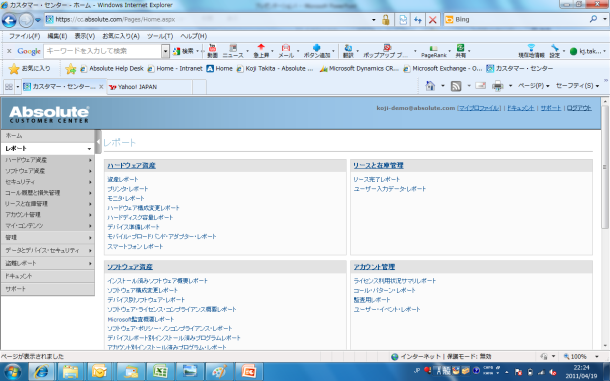 カスタマー・センター - ホーム - Windows Internet Explorer
https://cc.absolute.com/Pages/Home.aspx
Bing
ファイル(F) 編集(E) 表示(V) お気に入り(A) ツール(T) ヘルプ(H)
x Google キーワードを入力して検索 検索 動画 ニュース 急上昇 メール ボタン追加 翻訳 ポップアップ ブ... PageRank 共有 現在地情報 設定 kj.tak...
お気に入り Absolute Help Desk Home - Intranet Home Koji Takita - Absolute ... Microsoft Dynamics CR... Microsoft Exchange - O... カスタマー・センター
カスタマー・センター -... x Yahoo! JAPAN ページ(P) セーフティ(S)
Absolute
CUSTOMER CENTER
koji-demo@absolute.com [マイプロファイル] | ドキュメント | サポート | ログアウト
ホーム
レポート
ハードウェア資産
ソフトウェア資産
セキュリティ
コール履歴と損失管理
リースと在庫管理
アカウント管理
マイ・コンテンツ
管理
データとデバイス・セキュリティ
盗難レポート
ドキュメント
サポート
レポート
ハードウェア資産
資産レポート
プリンタ・レポート
モニタ・レポート
ハードウェア構成変更レポート
ハードディスク容量レポート
デバイス準備レポート
モバイル・ブロードバンド・アダプター・レポート
スマートフォンレポート
リースと在庫管理
リース完了レポート
ユーザー入力データ・レポート
ソフトウェア資産
インストール済みソフトウェア概要レポート
ソフトウェア構成変更レポート
デバイス別ソフトウェア・レポート
ソフトウェア・ライセンス・コンプライアンス概要レポート
Microsoft監査概要レポート
ソフトウェア・ポリシー・ノンコンプライアンス・レポート
デバイスレポート別インストール済みプログラムレポート
アカウント別インストール済みプログラム・レポート
アカウント管理
ライセンス利用状況サマリレポート
コール・パターン・レポート
監査用レポート
ユーザー・イベント・レポート
ページが表示されました
インターネット | 保護モード: 無効
100%
JP
22:24
2011/04/19